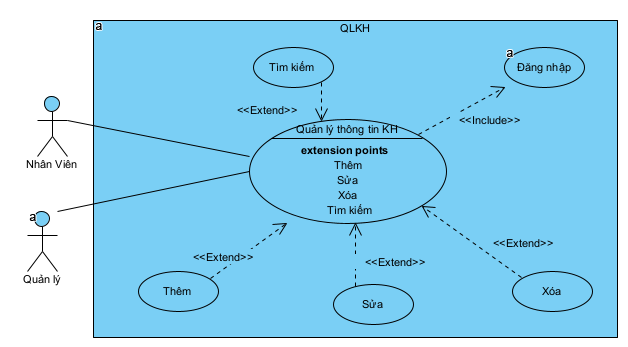 a
QLKH
Tìm kiếm
a
Đăng nhập
<<Extend>>
<<Include>>
Quản lý thông tin KH
extension points
Thêm
Sửa
Xóa
Tìm kiếm
Nhân Viên
a
Quản lý
<<Extend>>
<<Extend>>
<<Extend>>
Thêm
Sửa
Xóa